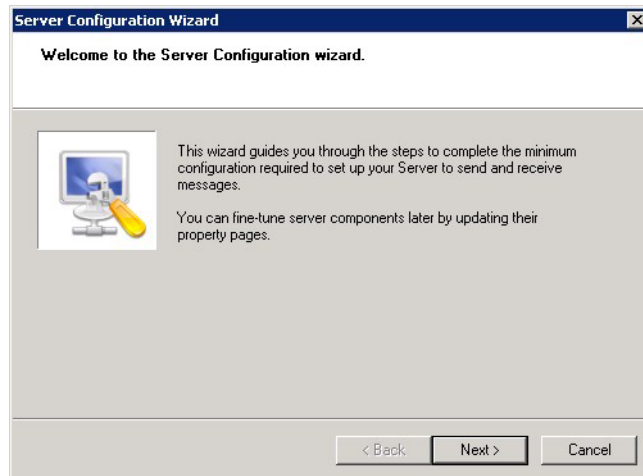 Server Configuration Wizard
Welcome to the Server Configuration wizard.
This wizard guides you through the steps to complete the minimum
configuration required to set up your Server to send and receive
messages.
You can fine-tune server components later by updating their
property pages.
< Back
Next >
Cancel